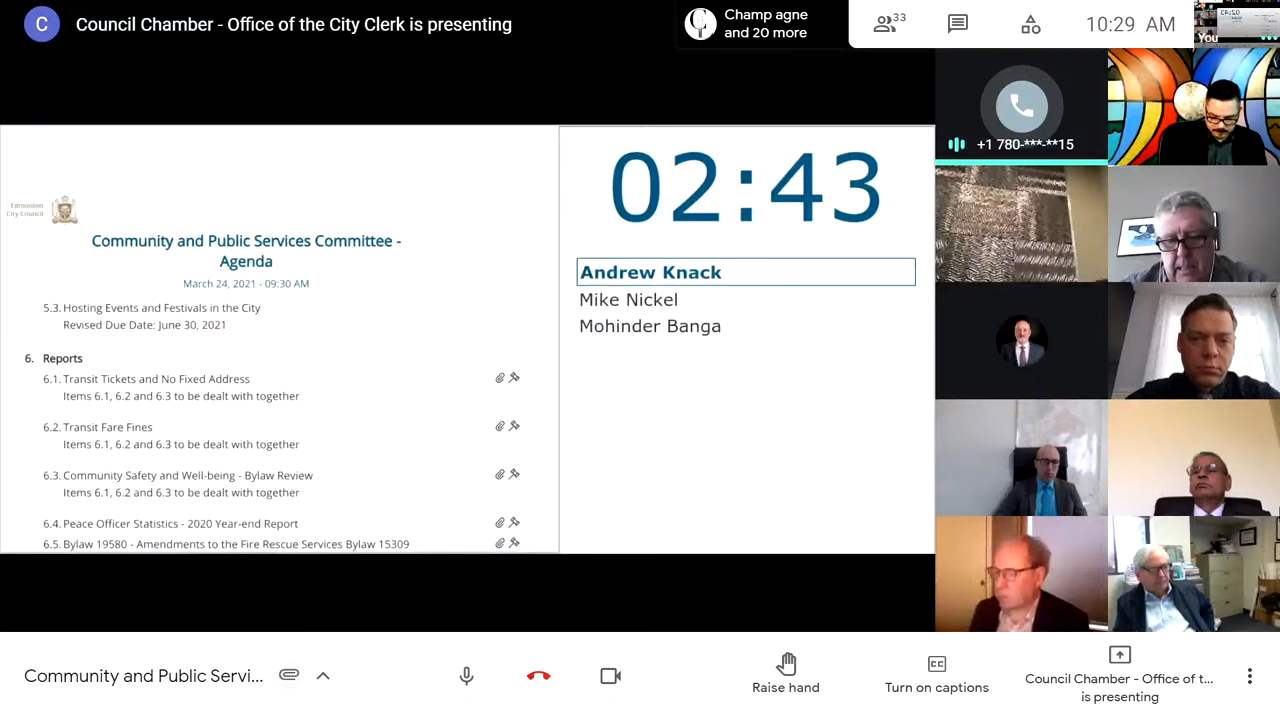 C
Council Chamber - Office of the City Clerk is presenting
Champ agne
and 20 more
33
10:29 AM
You
+1 780-***-**15
Edmonton
City Council
Community and Public Services Committee -
Agenda
March 24, 2021 - 09:30 AM
5.3. Hosting Events and Festivals in the City
Revised Due Date: June 30, 2021
6. Reports
6.1. Transit Tickets and No Fixed Address
Items 6.1, 6.2 and 6.3 to be dealt with together
6.2. Transit Fare Fines
Items 6.1, 6.2 and 6.3 to be dealt with together
6.3. Community Safety and Well-being - Bylaw Review
Items 6.1, 6.2 and 6.3 to be dealt with together
6.4. Peace Officer Statistics - 2020 Year-end Report
6.5. Bylaw 19580 - Amendments to the Fire Rescue Services Bylaw 15309
02:43
Andrew Knack
Mike Nickel
Mohinder Banga
Community and Public Servi...
Raise hand
Turn on captions
Council Chamber - Office of t...
is presenting